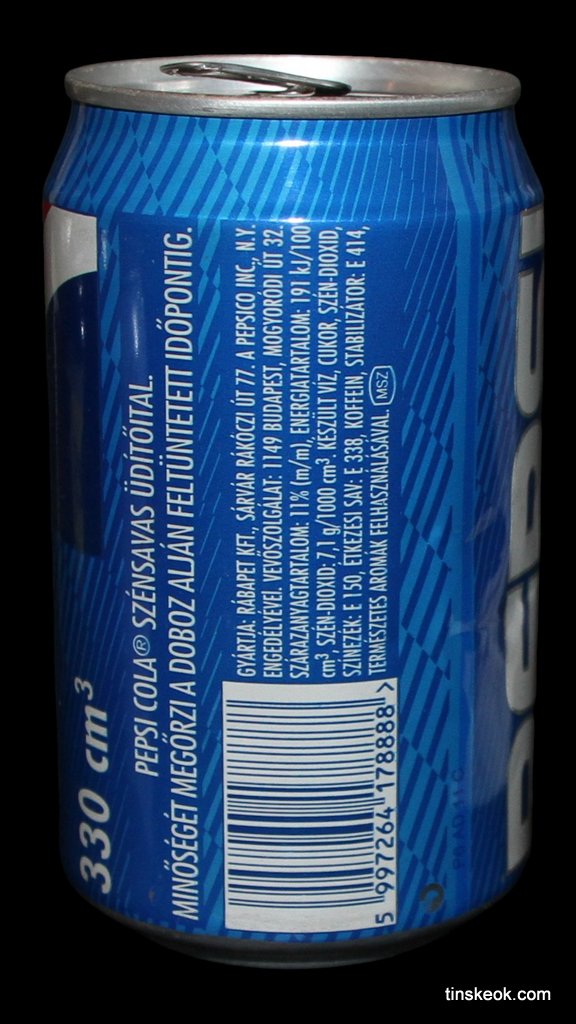 330 cm³
PEPSI COLA® SZÉNSAVAS ÜDÍTŐITAL.
MINŐSÉGÉT MEGŐRZI A DOBOZ ALJÁN FELTÜNTETETT IDŐPONTIG.
GYÁRTJA: RÁBAPET KFT., SÁRVÁR RÁKÓCZI ÚT 77. A PEPSICO INC., N.Y.
ENGEDÉLYÉVEL. VEVŐSZOLGÁLAT: 1149 BUDAPEST, MOGYORÓDI ÚT 32.
SZÁRAZANYAGTARTALOM: 11% (m/m), ENERGIATARTALOM: 191 kJ/100
cm³, SZÉN-DIOXID: 7,1 g/1000 cm³. KÉSZÜLT VÍZ, CUKOR, SZÉN-DIOXID,
SZÍNEZÉK: E 150, ÉTKEZÉSI SAV: E 338, KOFFEIN, STABILIZÁTOR: E 414,
TERMÉSZETES AROMÁK FELHASZNÁLÁSÁVAL. MSZ
5 997264 178888 >
PEPSI
tinskeok.com